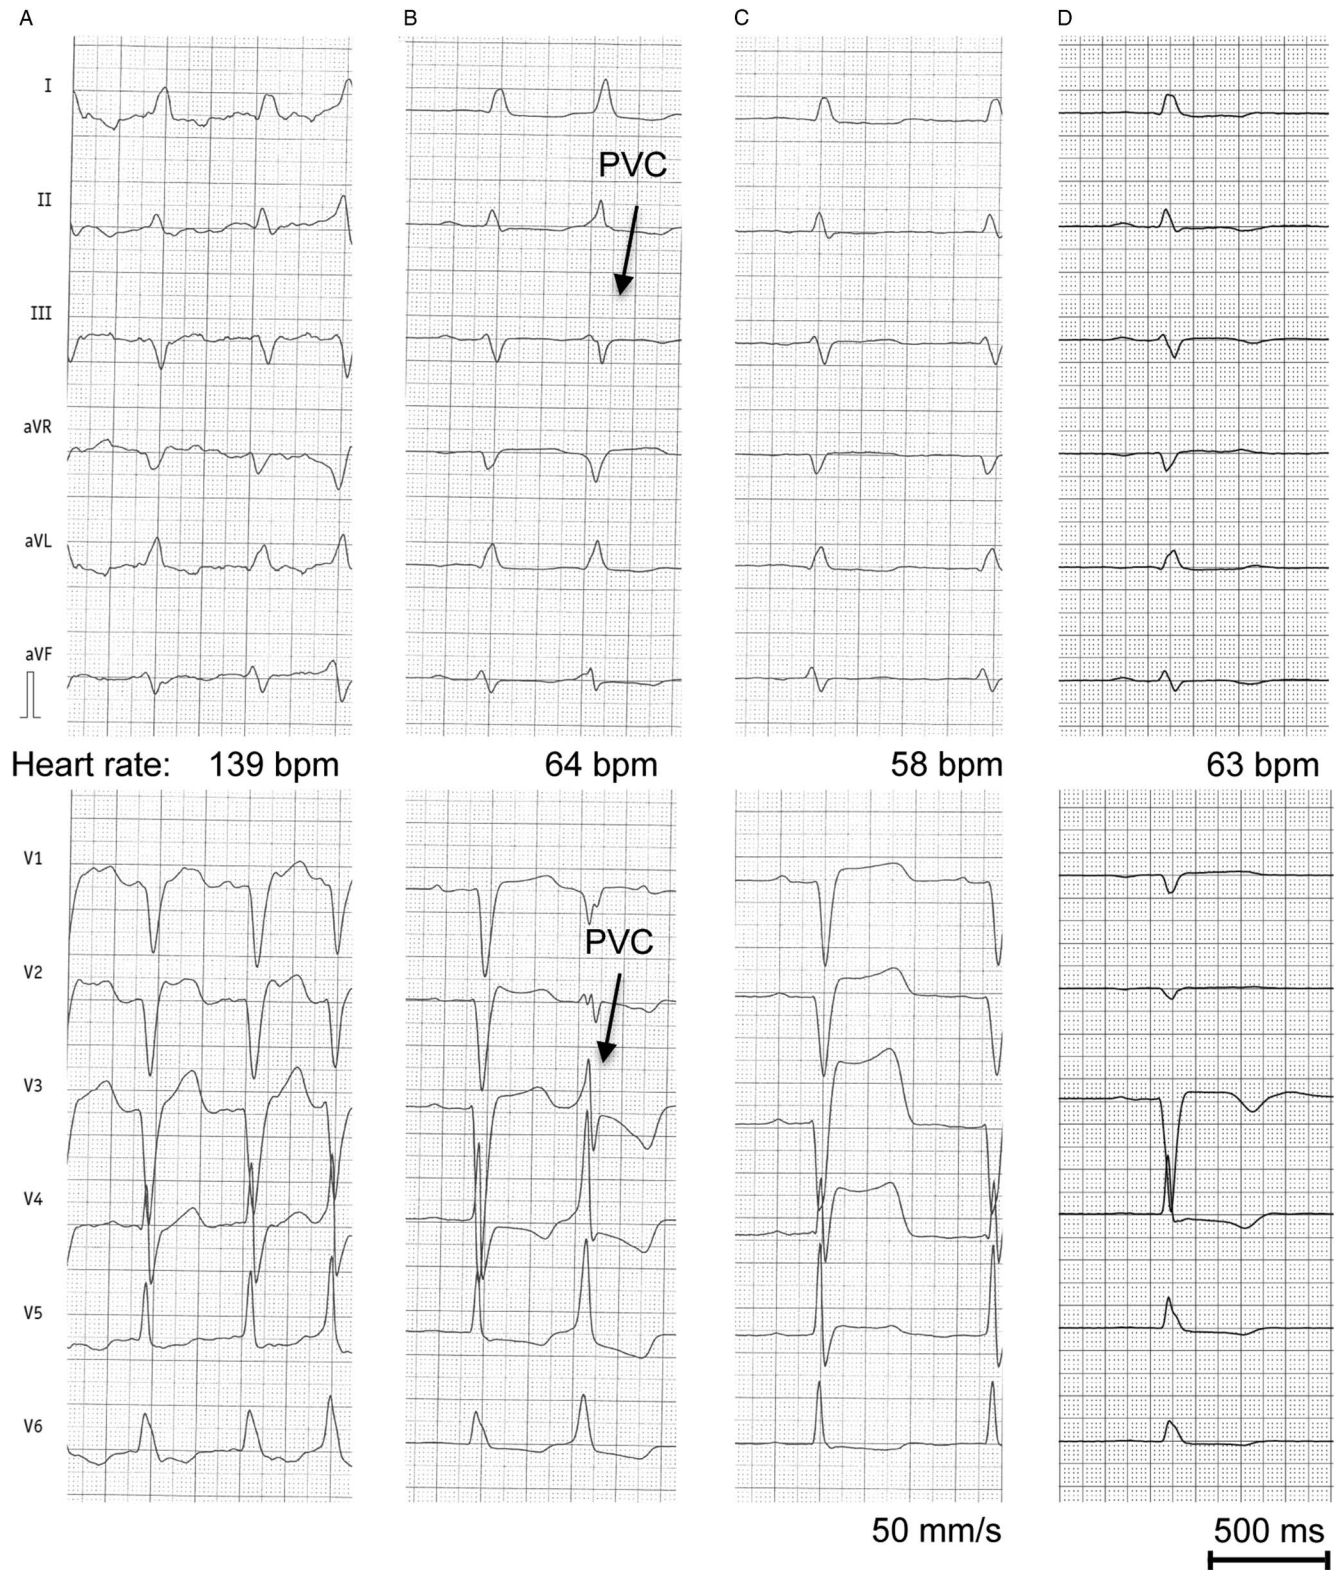 A B C D
I
II
PVC
III
aVR
aVL
aVF
Heart rate: 139 bpm 64 bpm 58 bpm 63 bpm
V1
PVC
V2
V3
V4
V5
V6
50 mm/s 500 ms